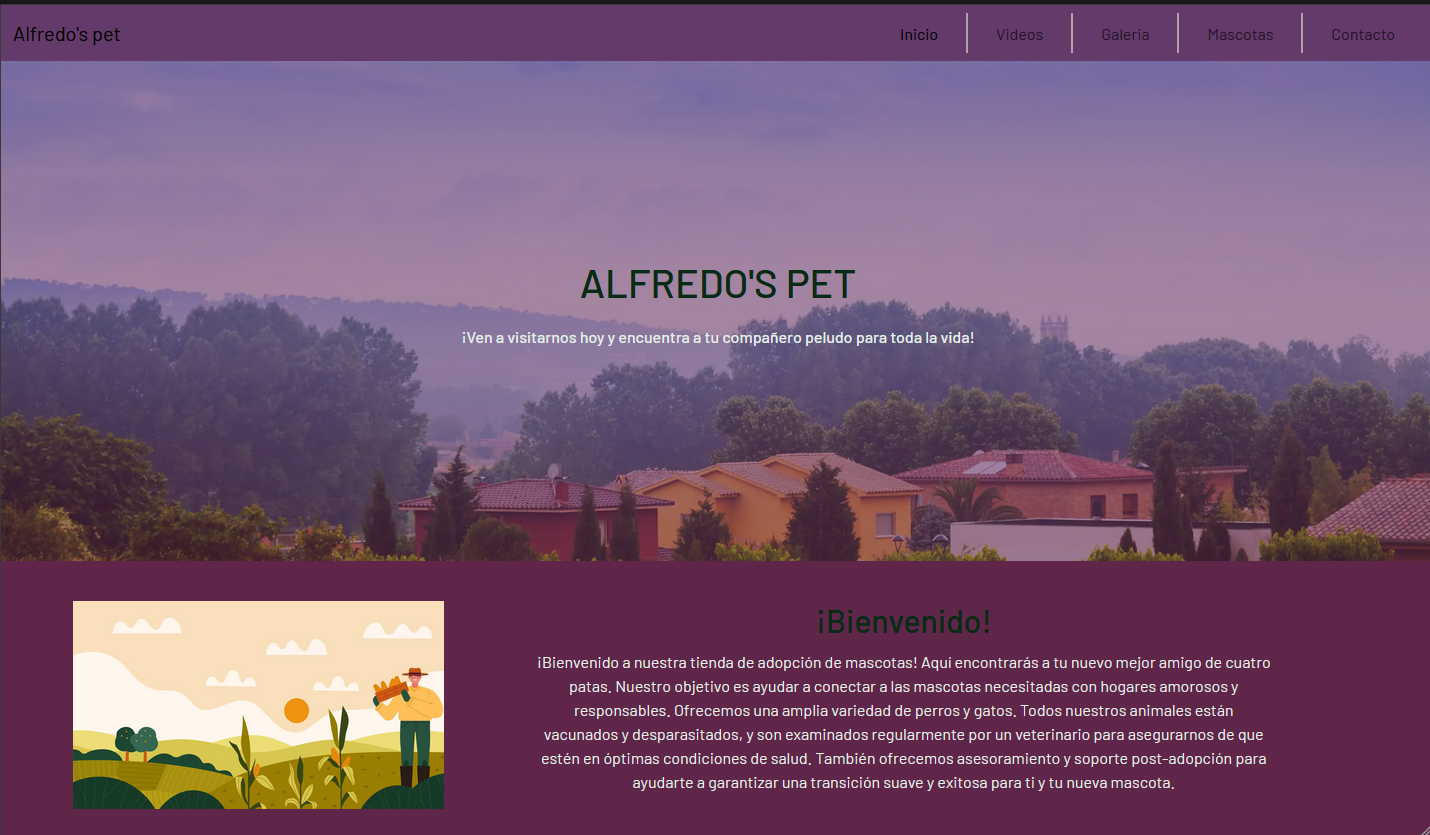 Alfredo's pet
Inicio
Videos
Galeria
Mascotas
Contacto
ALFREDO'S PET
¡Ven a visitarnos hoy y encuentra a tu compañero peludo para toda la vida!
¡Bienvenido!
¡Bienvenido a nuestra tienda de adopción de mascotas! Aquí encontrarás a tu nuevo mejor amigo de cuatro
patas. Nuestro objetivo es ayudar a conectar a las mascotas necesitadas con hogares amorosos y
responsables. Ofrecemos una amplia variedad de perros y gatos. Todos nuestros animales están
vacunados y desparasitados, y son examinados regularmente por un veterinario para asegurarnos de que
estén en óptimas condiciones de salud. También ofrecemos asesoramiento y soporte post-adopción para
ayudarte a garantizar una transición suave y exitosa para ti y tu nueva mascota.